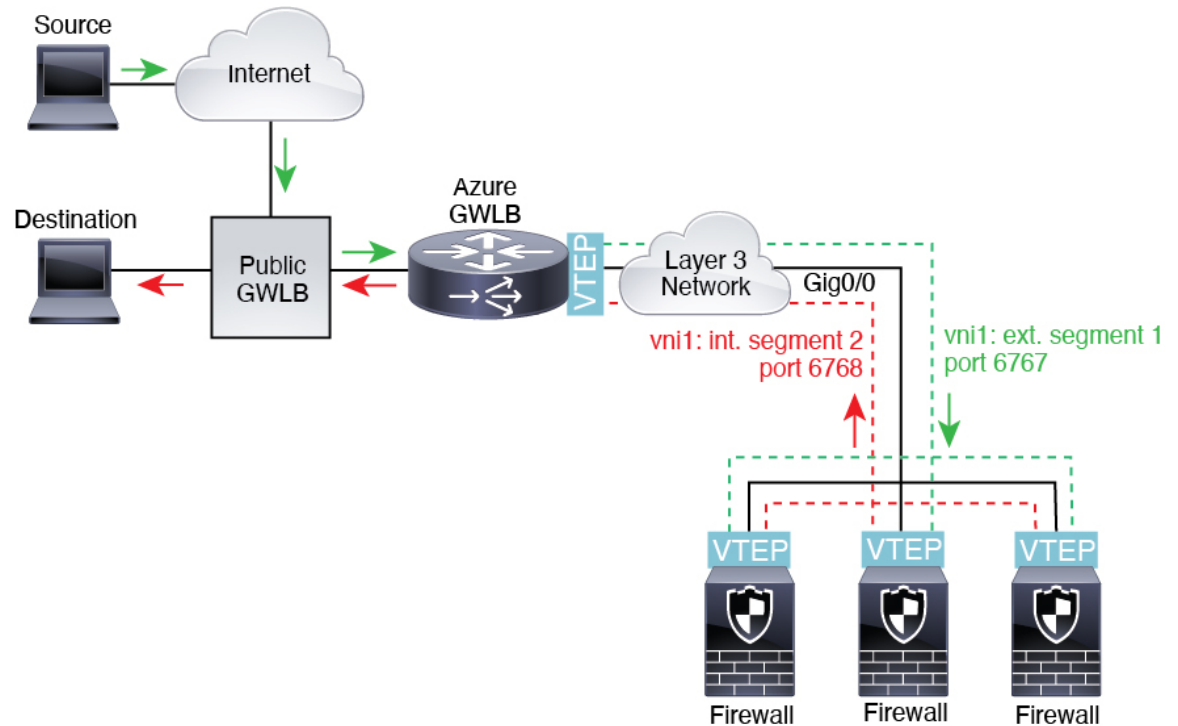 Source
Internet
Azure
GWLB
Destination
Public
GWLB
VTEP
Layer 3
Network
Gig0/0
vni1: int. segment 2
port 6768
vni1: ext. segment 1
port 6767
VTEP
VTEP
VTEP
Firewall
Firewall
Firewall